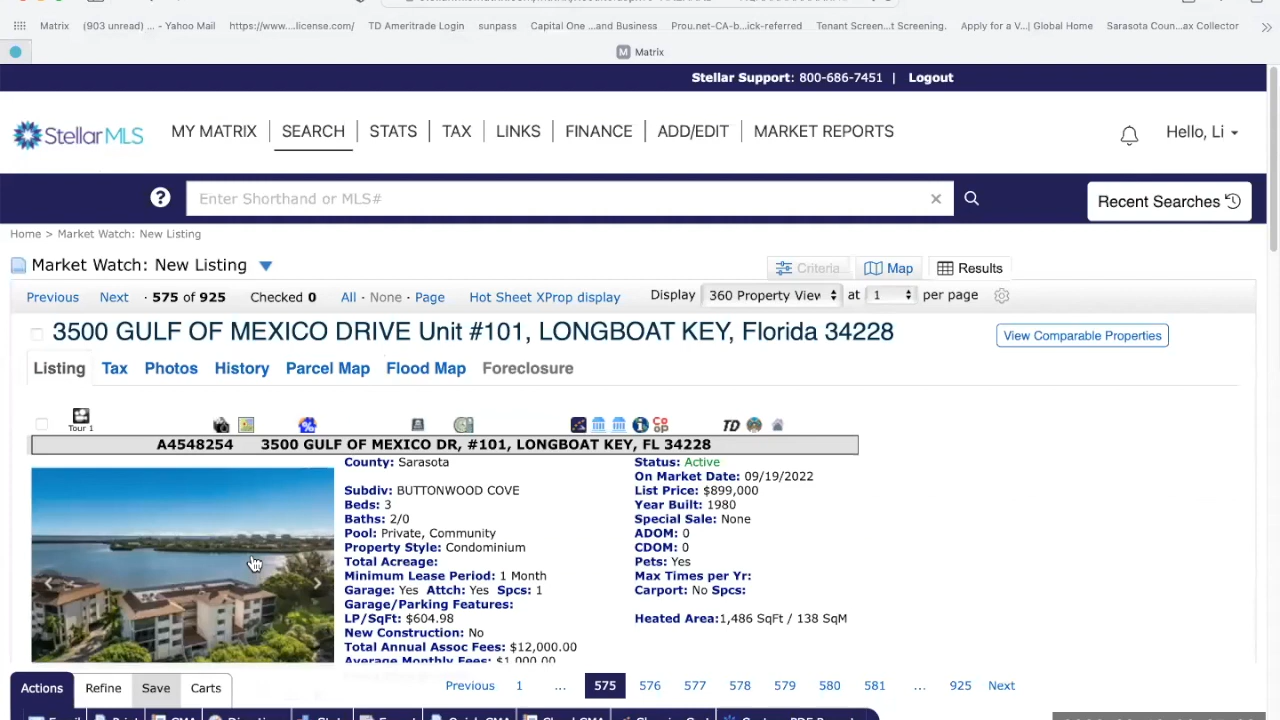 Matrix (903 unread) ... - Yahoo Mail https://www....license.com/ TD Ameritrade Login sunpass Capital One ...and Business Prou.net-CA-b...ick-referred Tenant Screen...t Screening. Apply for a V...| Global Home Sarasota Coun...ax Collector
M Matrix
Stellar Support: 800-686-7451 | Logout
StellarMLS MY MATRIX SEARCH STATS TAX LINKS FINANCE ADD/EDIT MARKET REPORTS Hello, Li
? Enter Shorthand or MLS# Recent Searches
Home > Market Watch: New Listing
Market Watch: New Listing Criteria Map Results
Previous Next · 575 of 925 Checked 0 All · None · Page Hot Sheet XProp display Display 360 Property View at 1 per page
3500 GULF OF MEXICO DRIVE Unit #101, LONGBOAT KEY, Florida 34228 View Comparable Properties
Listing Tax Photos History Parcel Map Flood Map Foreclosure
Tour 1 CO OP TD
A4548254 3500 GULF OF MEXICO DR, #101, LONGBOAT KEY, FL 34228
County: Sarasota Status: Active
On Market Date: 09/19/2022
Subdiv: BUTTONWOOD COVE List Price: $899,000
Beds: 3 Year Built: 1980
Baths: 2/0 Special Sale: None
Pool: Private, Community ADOM: 0
Property Style: Condominium CDOM: 0
Total Acreage: Pets: Yes
Minimum Lease Period: 1 Month Max Times per Yr:
Garage: Yes Attch: Yes Spcs: 1 Carport: No Spcs:
Garage/Parking Features:
LP/SqFt: $604.98 Heated Area:1,486 SqFt / 138 SqM
New Construction: No
Total Annual Assoc Fees: $12,000.00
Average Monthly Fees: $1,000.00
Actions Refine Save Carts Previous 1 ... 575 576 577 578 579 580 581 ... 925 Next